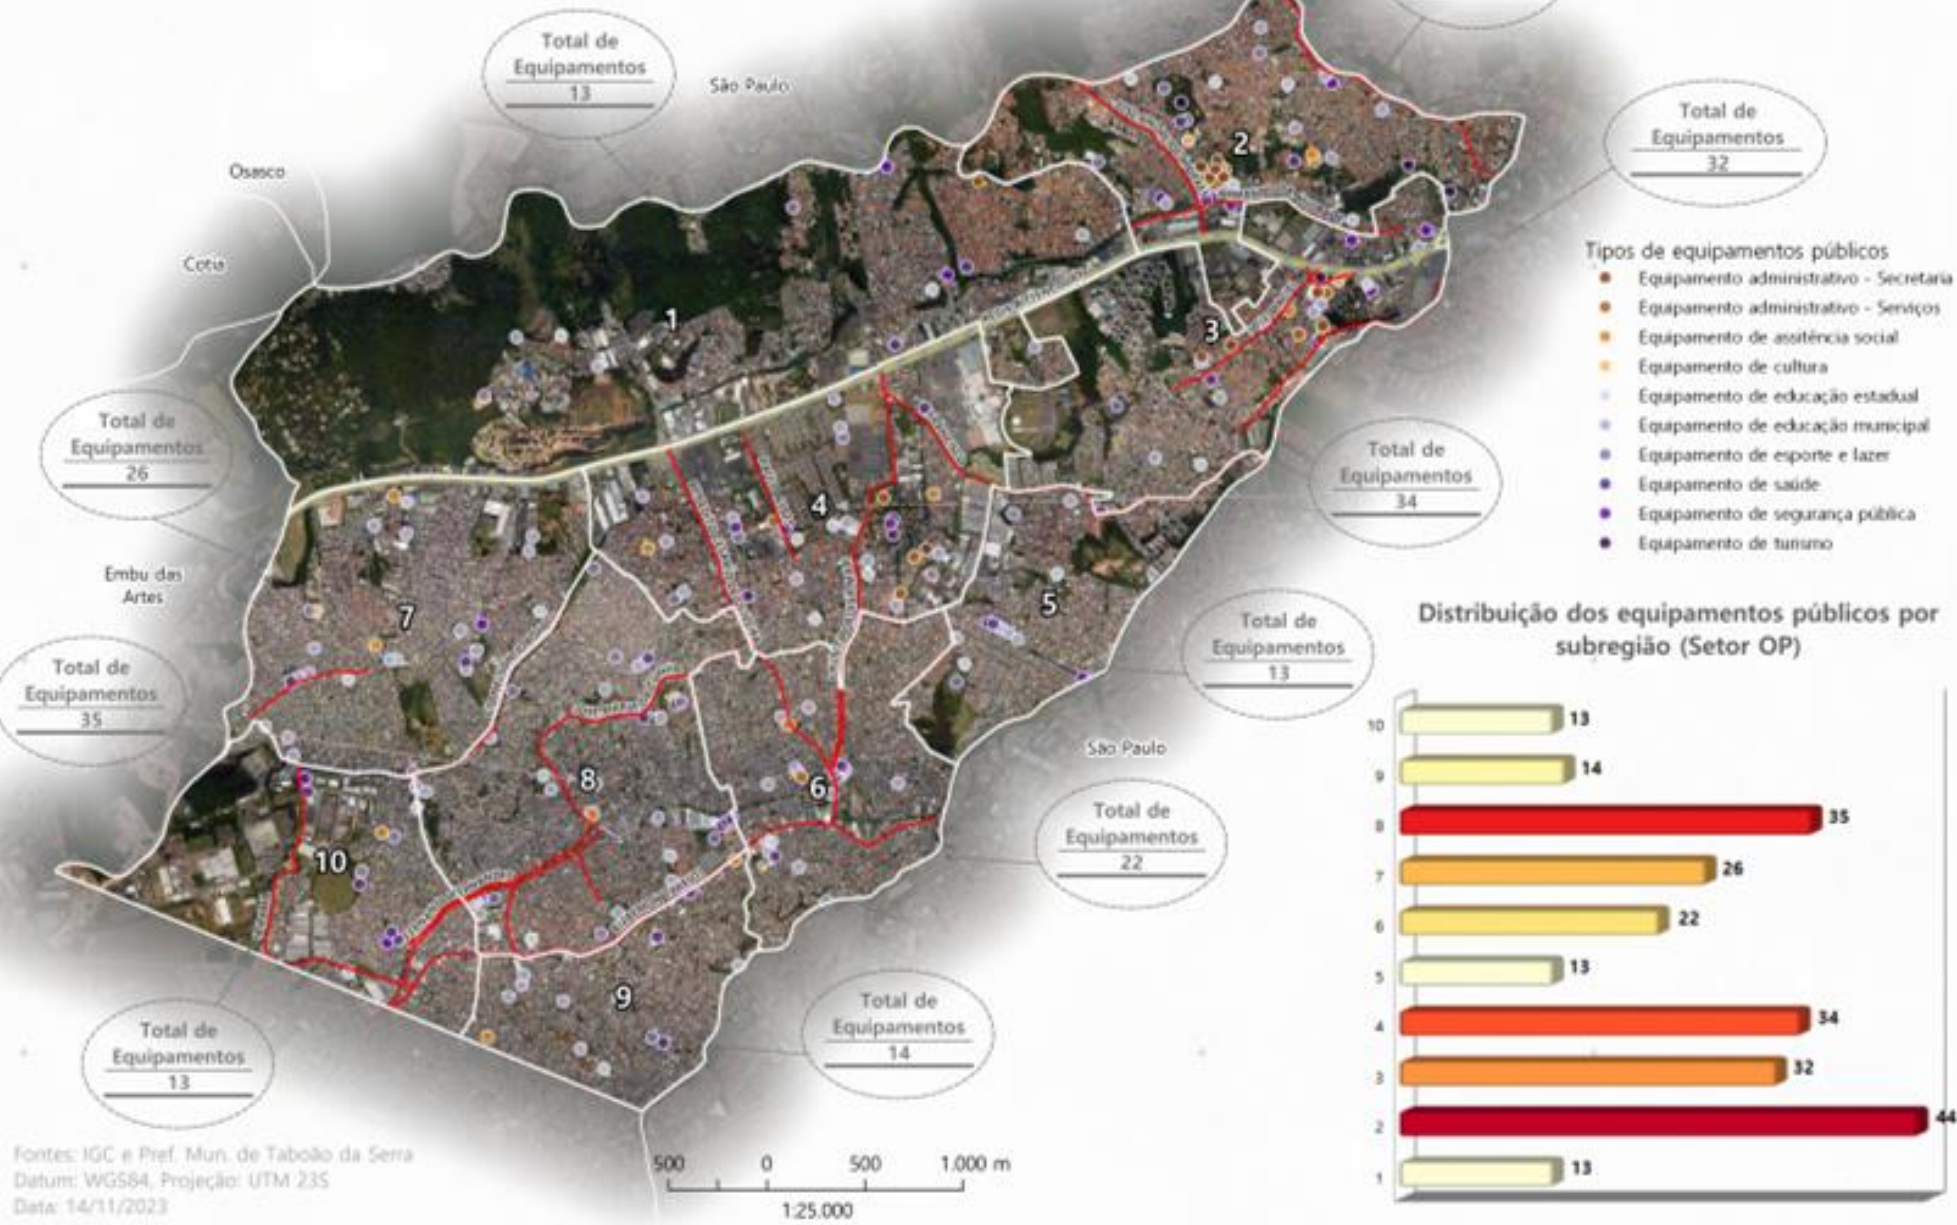 Total de
Equipamentos
13
São Paulo
Osasco
Cotia
Total de
Equipamentos
32
Tipos de equipamentos públicos
Equipamento administrativo - Secretaria
Equipamento administrativo - Serviços
Equipamento de assitência social
Equipamento de cultura
Equipamento de educação estadual
Equipamento de educação municipal
Equipamento de esporte e lazer
Equipamento de saúde
Equipamento de segurança pública
Equipamento de turismo
1
2
3
4
5
6
7
8
9
10
Total de
Equipamentos
26
Total de
Equipamentos
34
Embu das
Artes
Total de
Equipamentos
35
Total de
Equipamentos
13
São Paulo
Total de
Equipamentos
22
Total de
Equipamentos
14
Total de
Equipamentos
13
Distribuição dos equipamentos públicos por
subregião (Setor OP)
10 13
9 14
8 35
7 26
6 22
5 13
4 34
3 32
2 44
1 13
Fontes: IGC e Pref. Mun. de Taboão da Serra
Datum: WGS84, Projeção: UTM 23S
Data: 14/11/2023
500 0 500 1.000 m
1:25.000